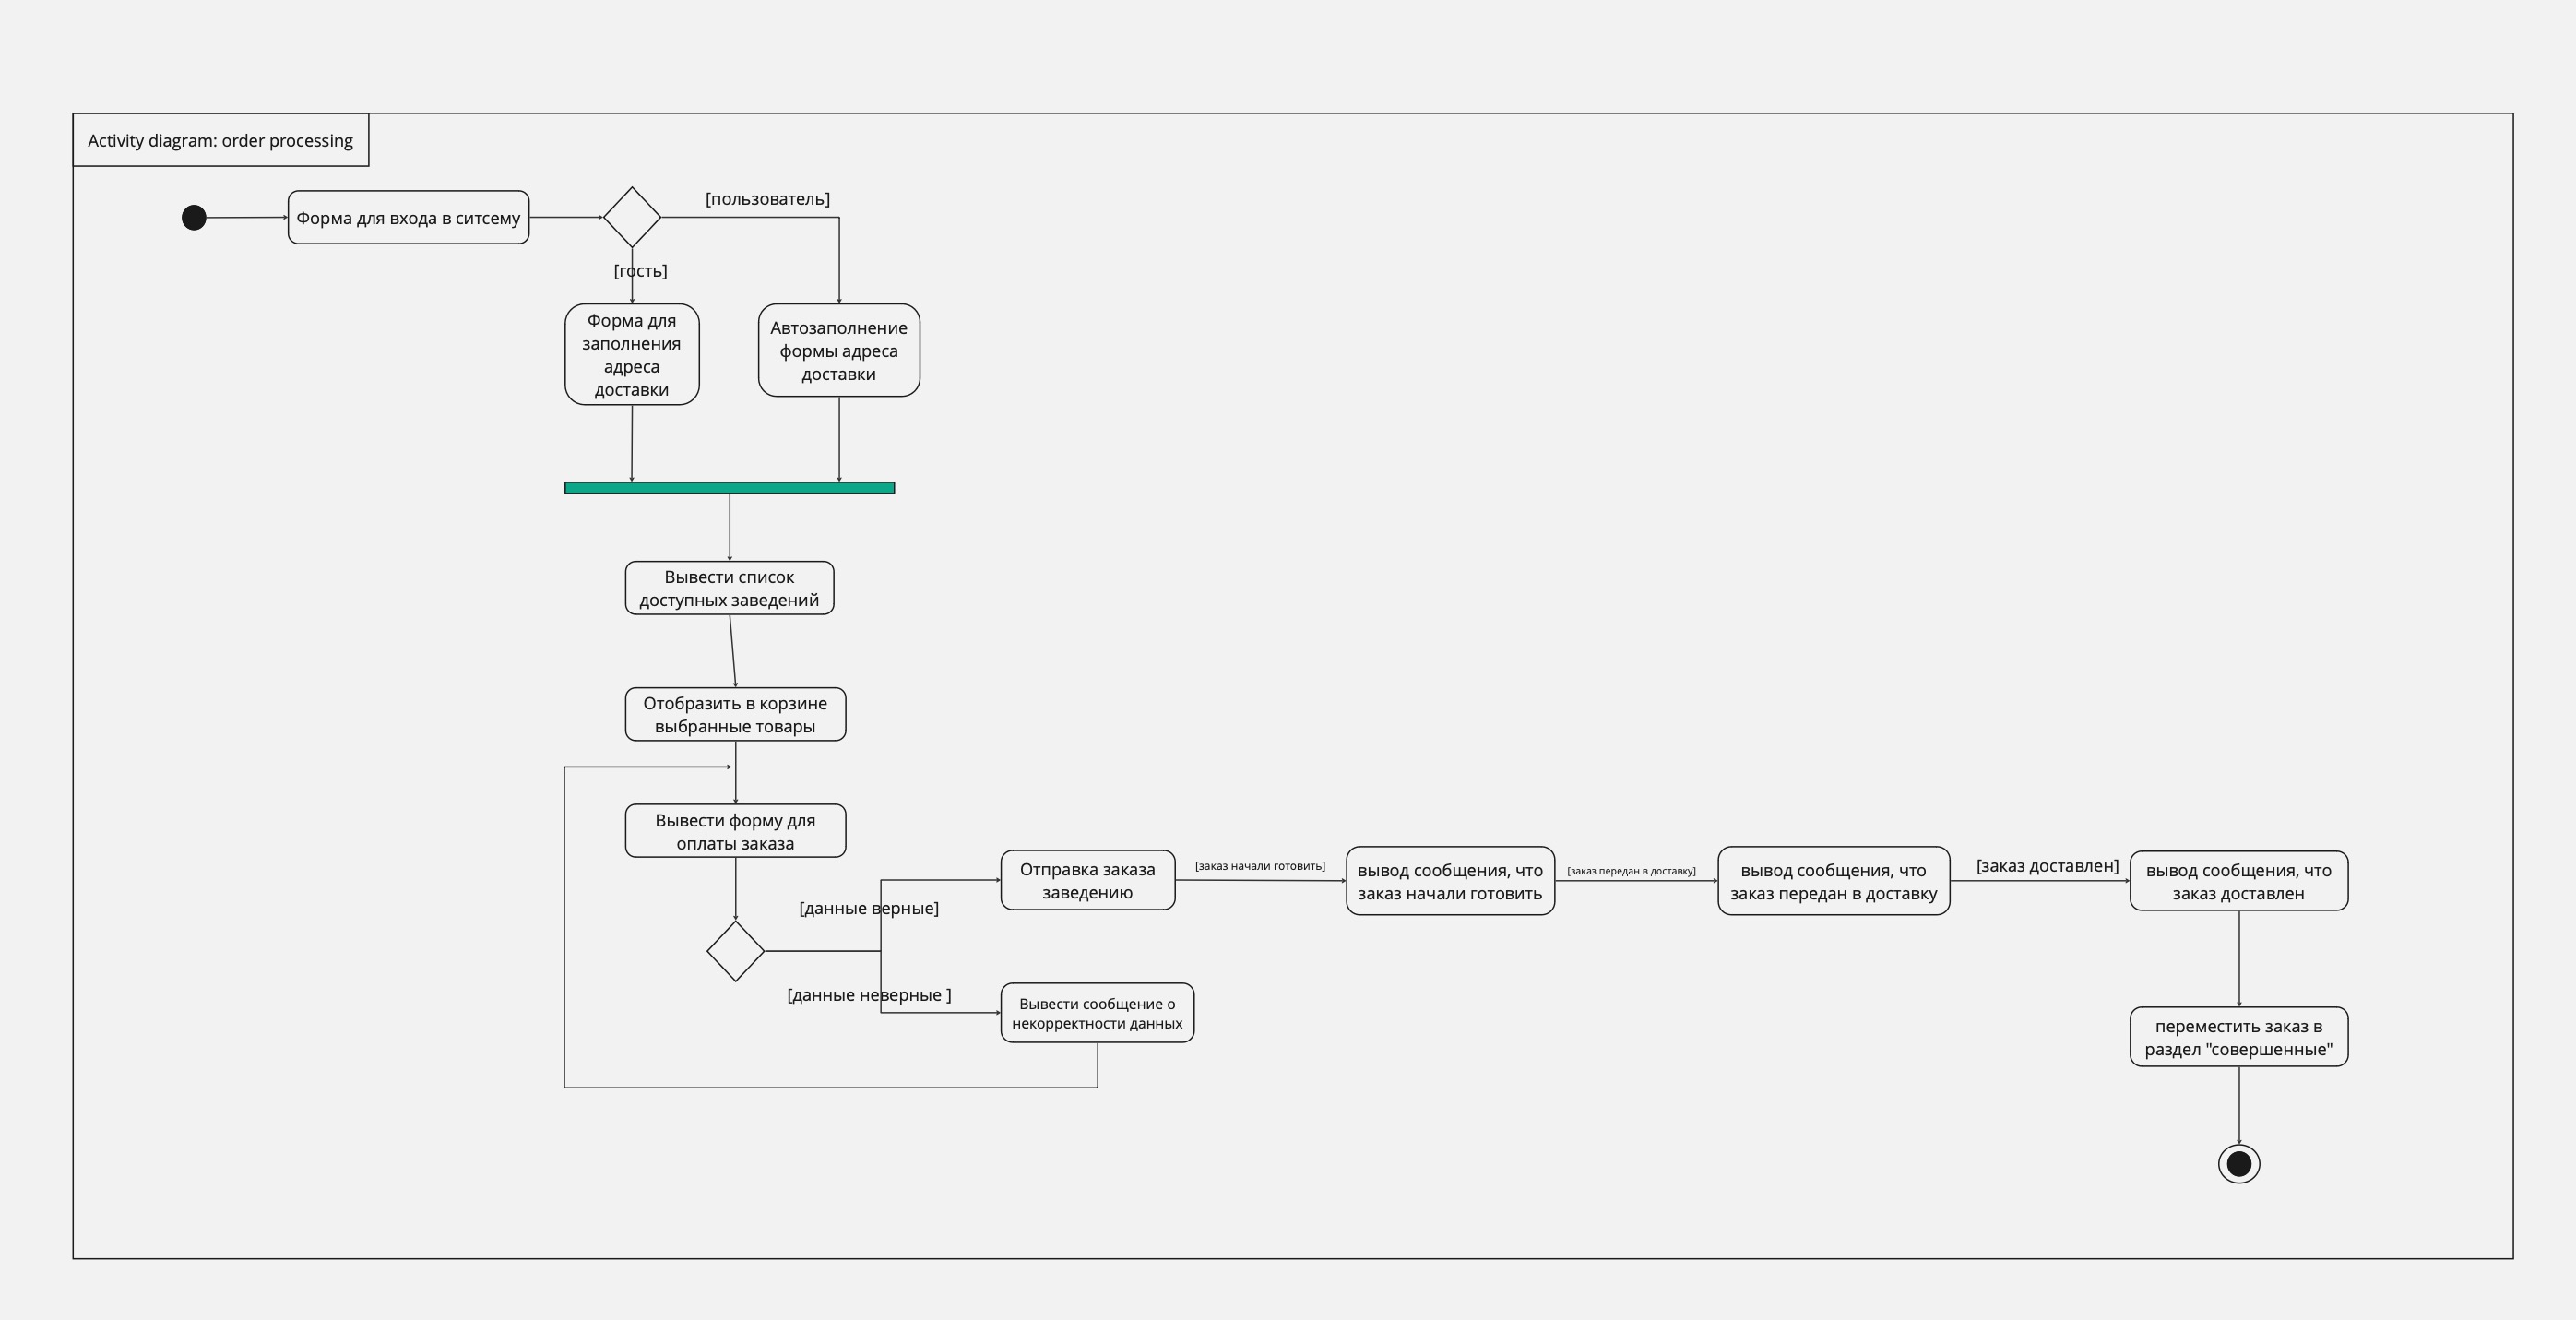 Activity diagram: order processing
Форма для входа в ситсему
[пользователь]
[гость]
Форма для
заполнения
адреса
доставки
Автозаполнение
формы адреса
доставки
Вывести список
доступных заведений
Отобразить в корзине
выбранные товары
Вывести форму для
оплаты заказа
[данные верные]
[данные неверные ]
Отправка заказа
заведению
[заказ начали готовить]
вывод сообщения, что
заказ начали готовить
[заказ передан в доставку]
вывод сообщения, что
заказ передан в доставку
[заказ доставлен]
вывод сообщения, что
заказ доставлен
Вывести сообщение о
некорректности данных
переместить заказ в
раздел "совершенные"